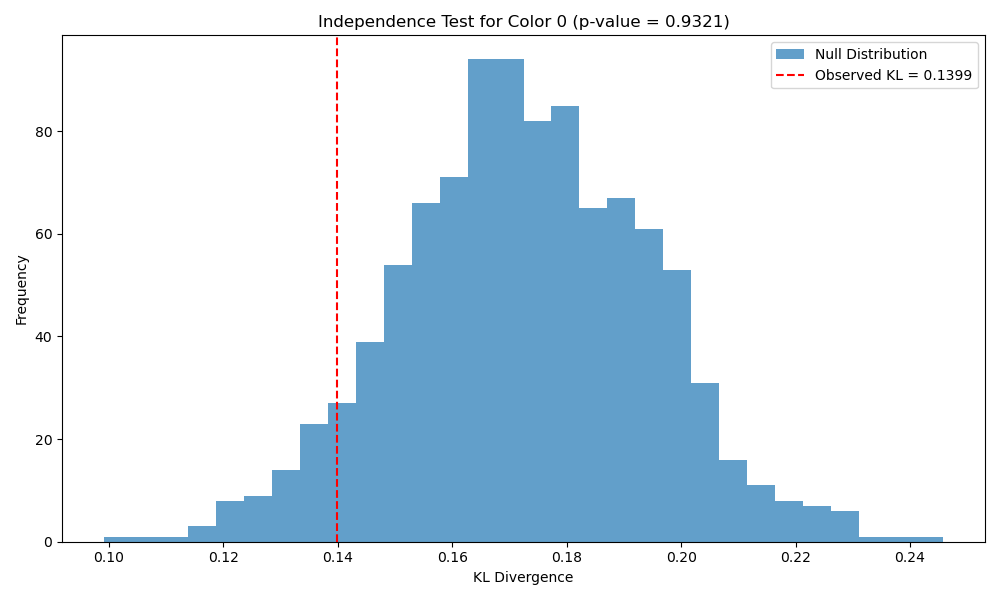 Independence Test for Color 0 (p-value = 0.9321)
Null Distribution
Observed KL = 0.1399
Frequency
80
60
40
20
0
0.10 0.12 0.14 0.16 0.18 0.20 0.22 0.24
KL Divergence